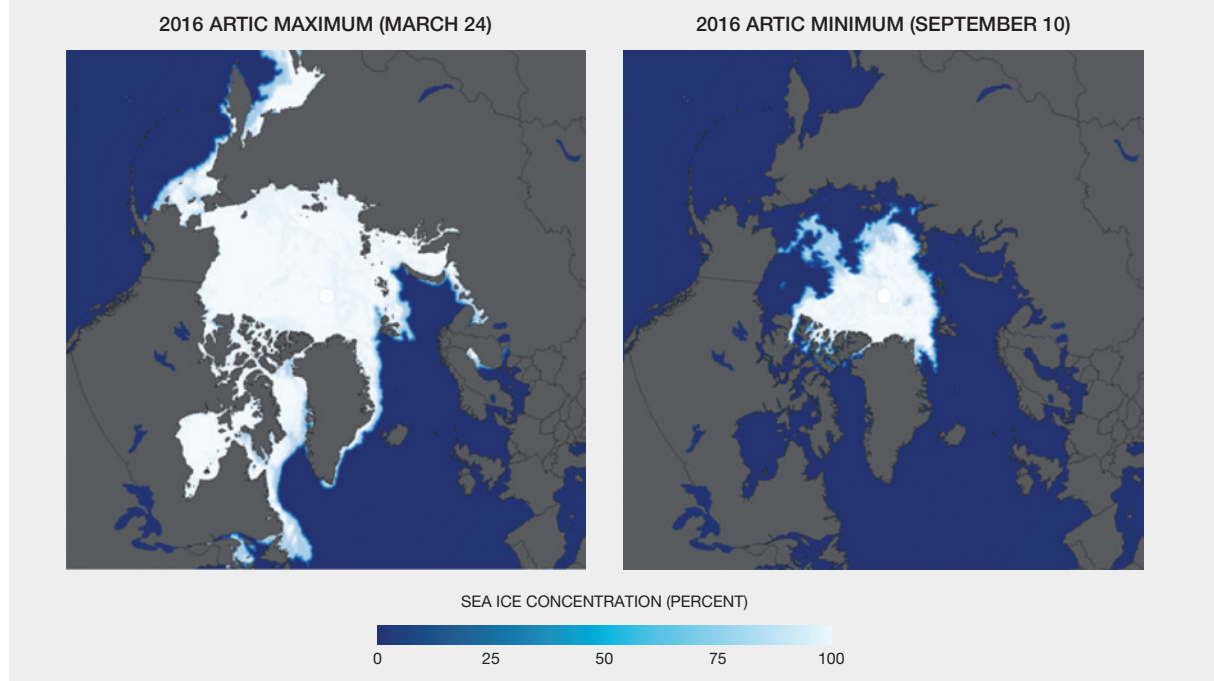 2016 ARTIC MAXIMUM (MARCH 24)
2016 ARTIC MINIMUM (SEPTEMBER 10)
SEA ICE CONCENTRATION (PERCENT)
0 25 50 75 100